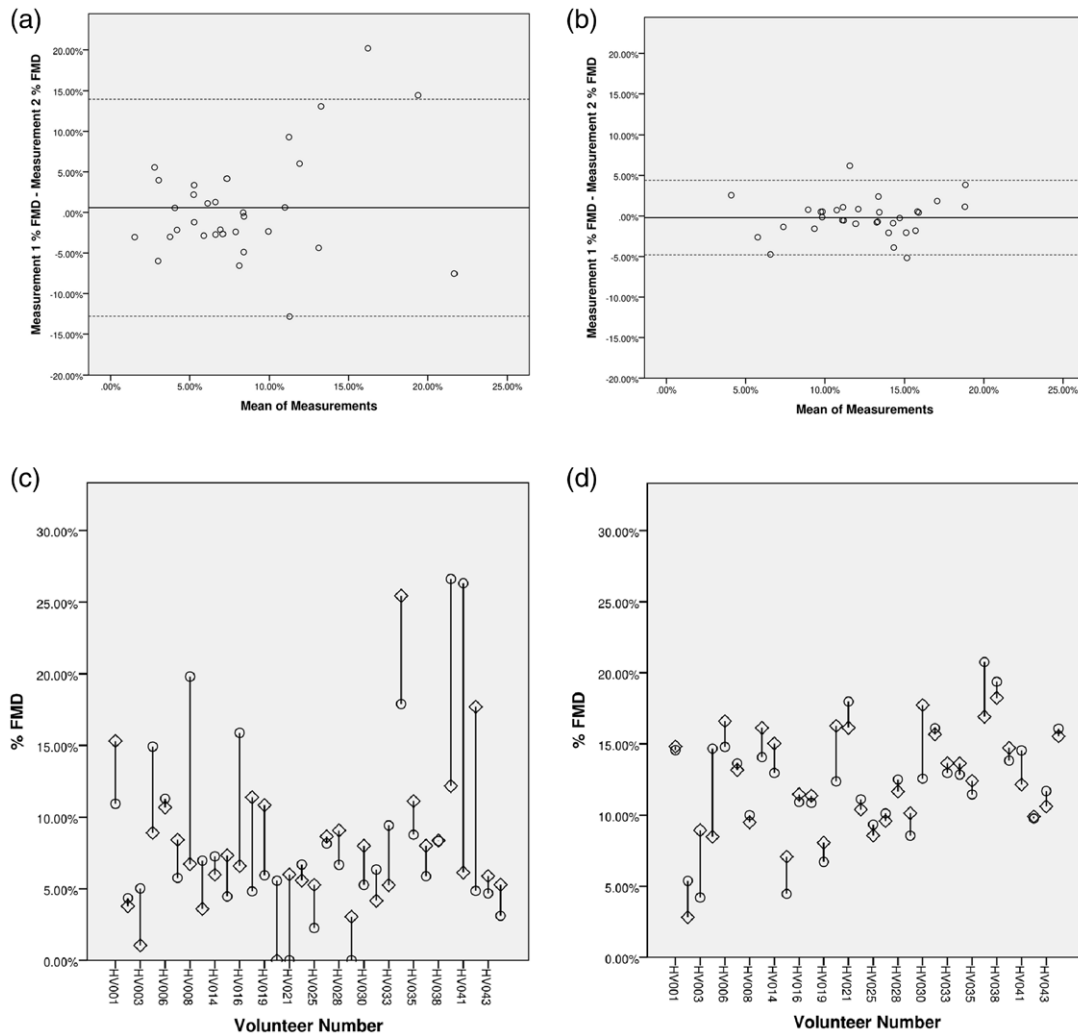 (a)
Measurement 1 % FMD - Measurement 2 % FMD
20.00%
15.00%
10.00%
5.00%
.00%
-5.00%
-10.00%
-15.00%
-20.00%
.00% 5.00% 10.00% 15.00% 20.00% 25.00%
Mean of Measurements
(b)
Measurement 1 % FMD - Measurement 2 % FMD
20.00%
15.00%
10.00%
5.00%
.00%
-5.00%
-10.00%
-15.00%
-20.00%
.00% 5.00% 10.00% 15.00% 20.00% 25.00%
Mean of Measurements
(c)
% FMD
30.00%
25.00%
20.00%
15.00%
10.00%
5.00%
0.00%
HV001 HV003 HV006 HV008 HV014 HV016 HV019 HV021 HV025 HV028 HV030 HV033 HV035 HV038 HV041 HV043
Volunteer Number
(d)
% FMD
30.00%
25.00%
20.00%
15.00%
10.00%
5.00%
0.00%
HV001 HV003 HV006 HV008 HV014 HV016 HV019 HV021 HV025 HV028 HV030 HV033 HV035 HV038 HV041 HV043
Volunteer Number